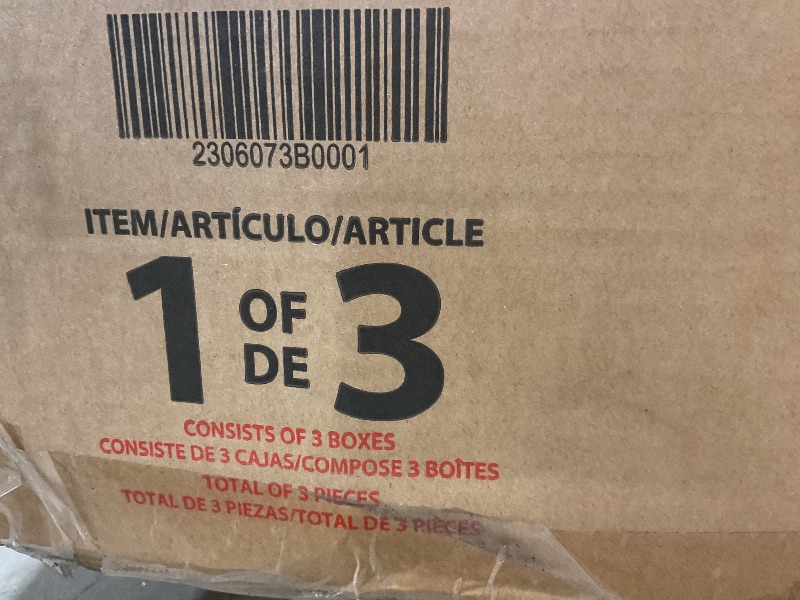 2306073B0001
ITEM/ARTÍCULO/ARTICLE
1 OF DE 3
CONSISTS OF 3 BOXES
CONSISTE DE 3 CAJAS/COMPOSE 3 BOÎTES
TOTAL OF 3 PIECES
TOTAL DE 3 PIEZAS/TOTAL DE 3 PIÈCES